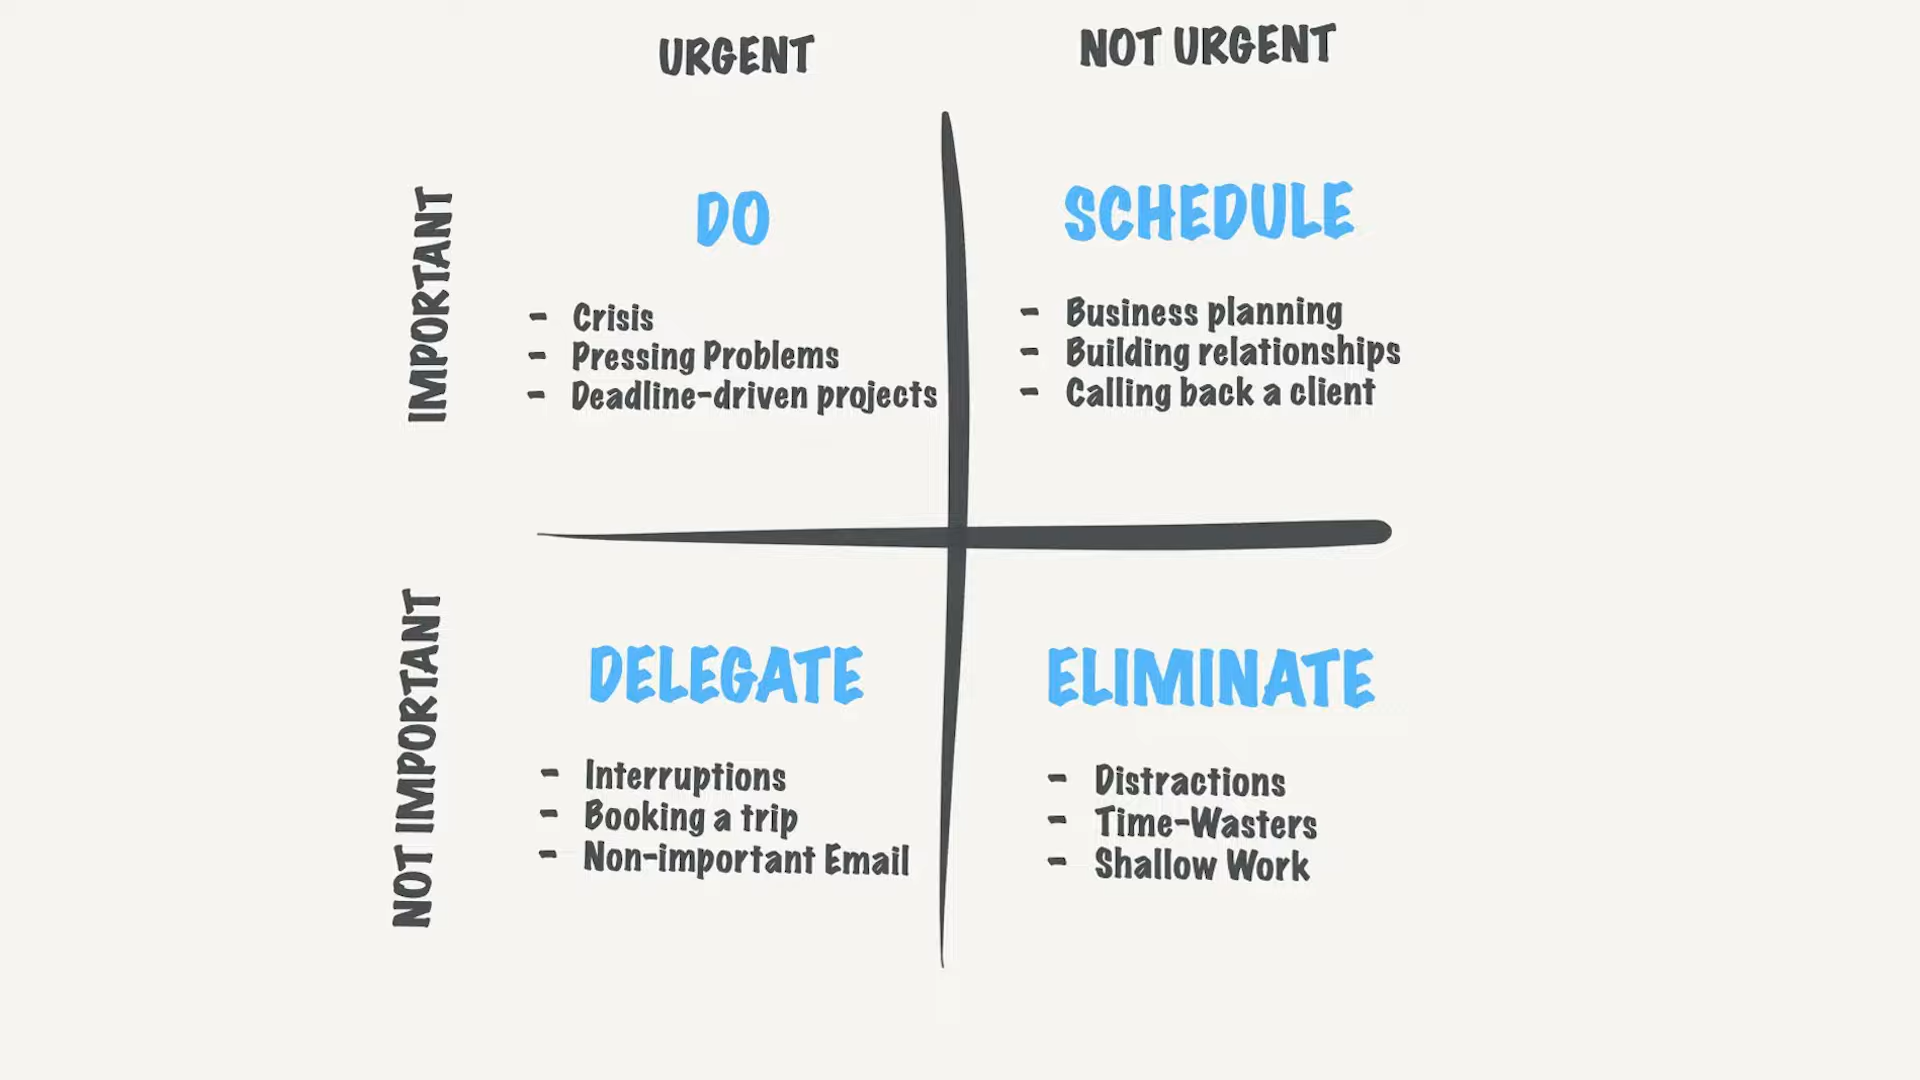 URGENT
NOT URGENT
IMPORTANT
DO
- Crisis
- Pressing Problems
- Deadline-driven projects
SCHEDULE
- Business planning
- Building relationships
- Calling back a client
NOT IMPORTANT
DELEGATE
- Interruptions
- Booking a trip
- Non-important Email
ELIMINATE
- Distractions
- Time-Wasters
- Shallow Work